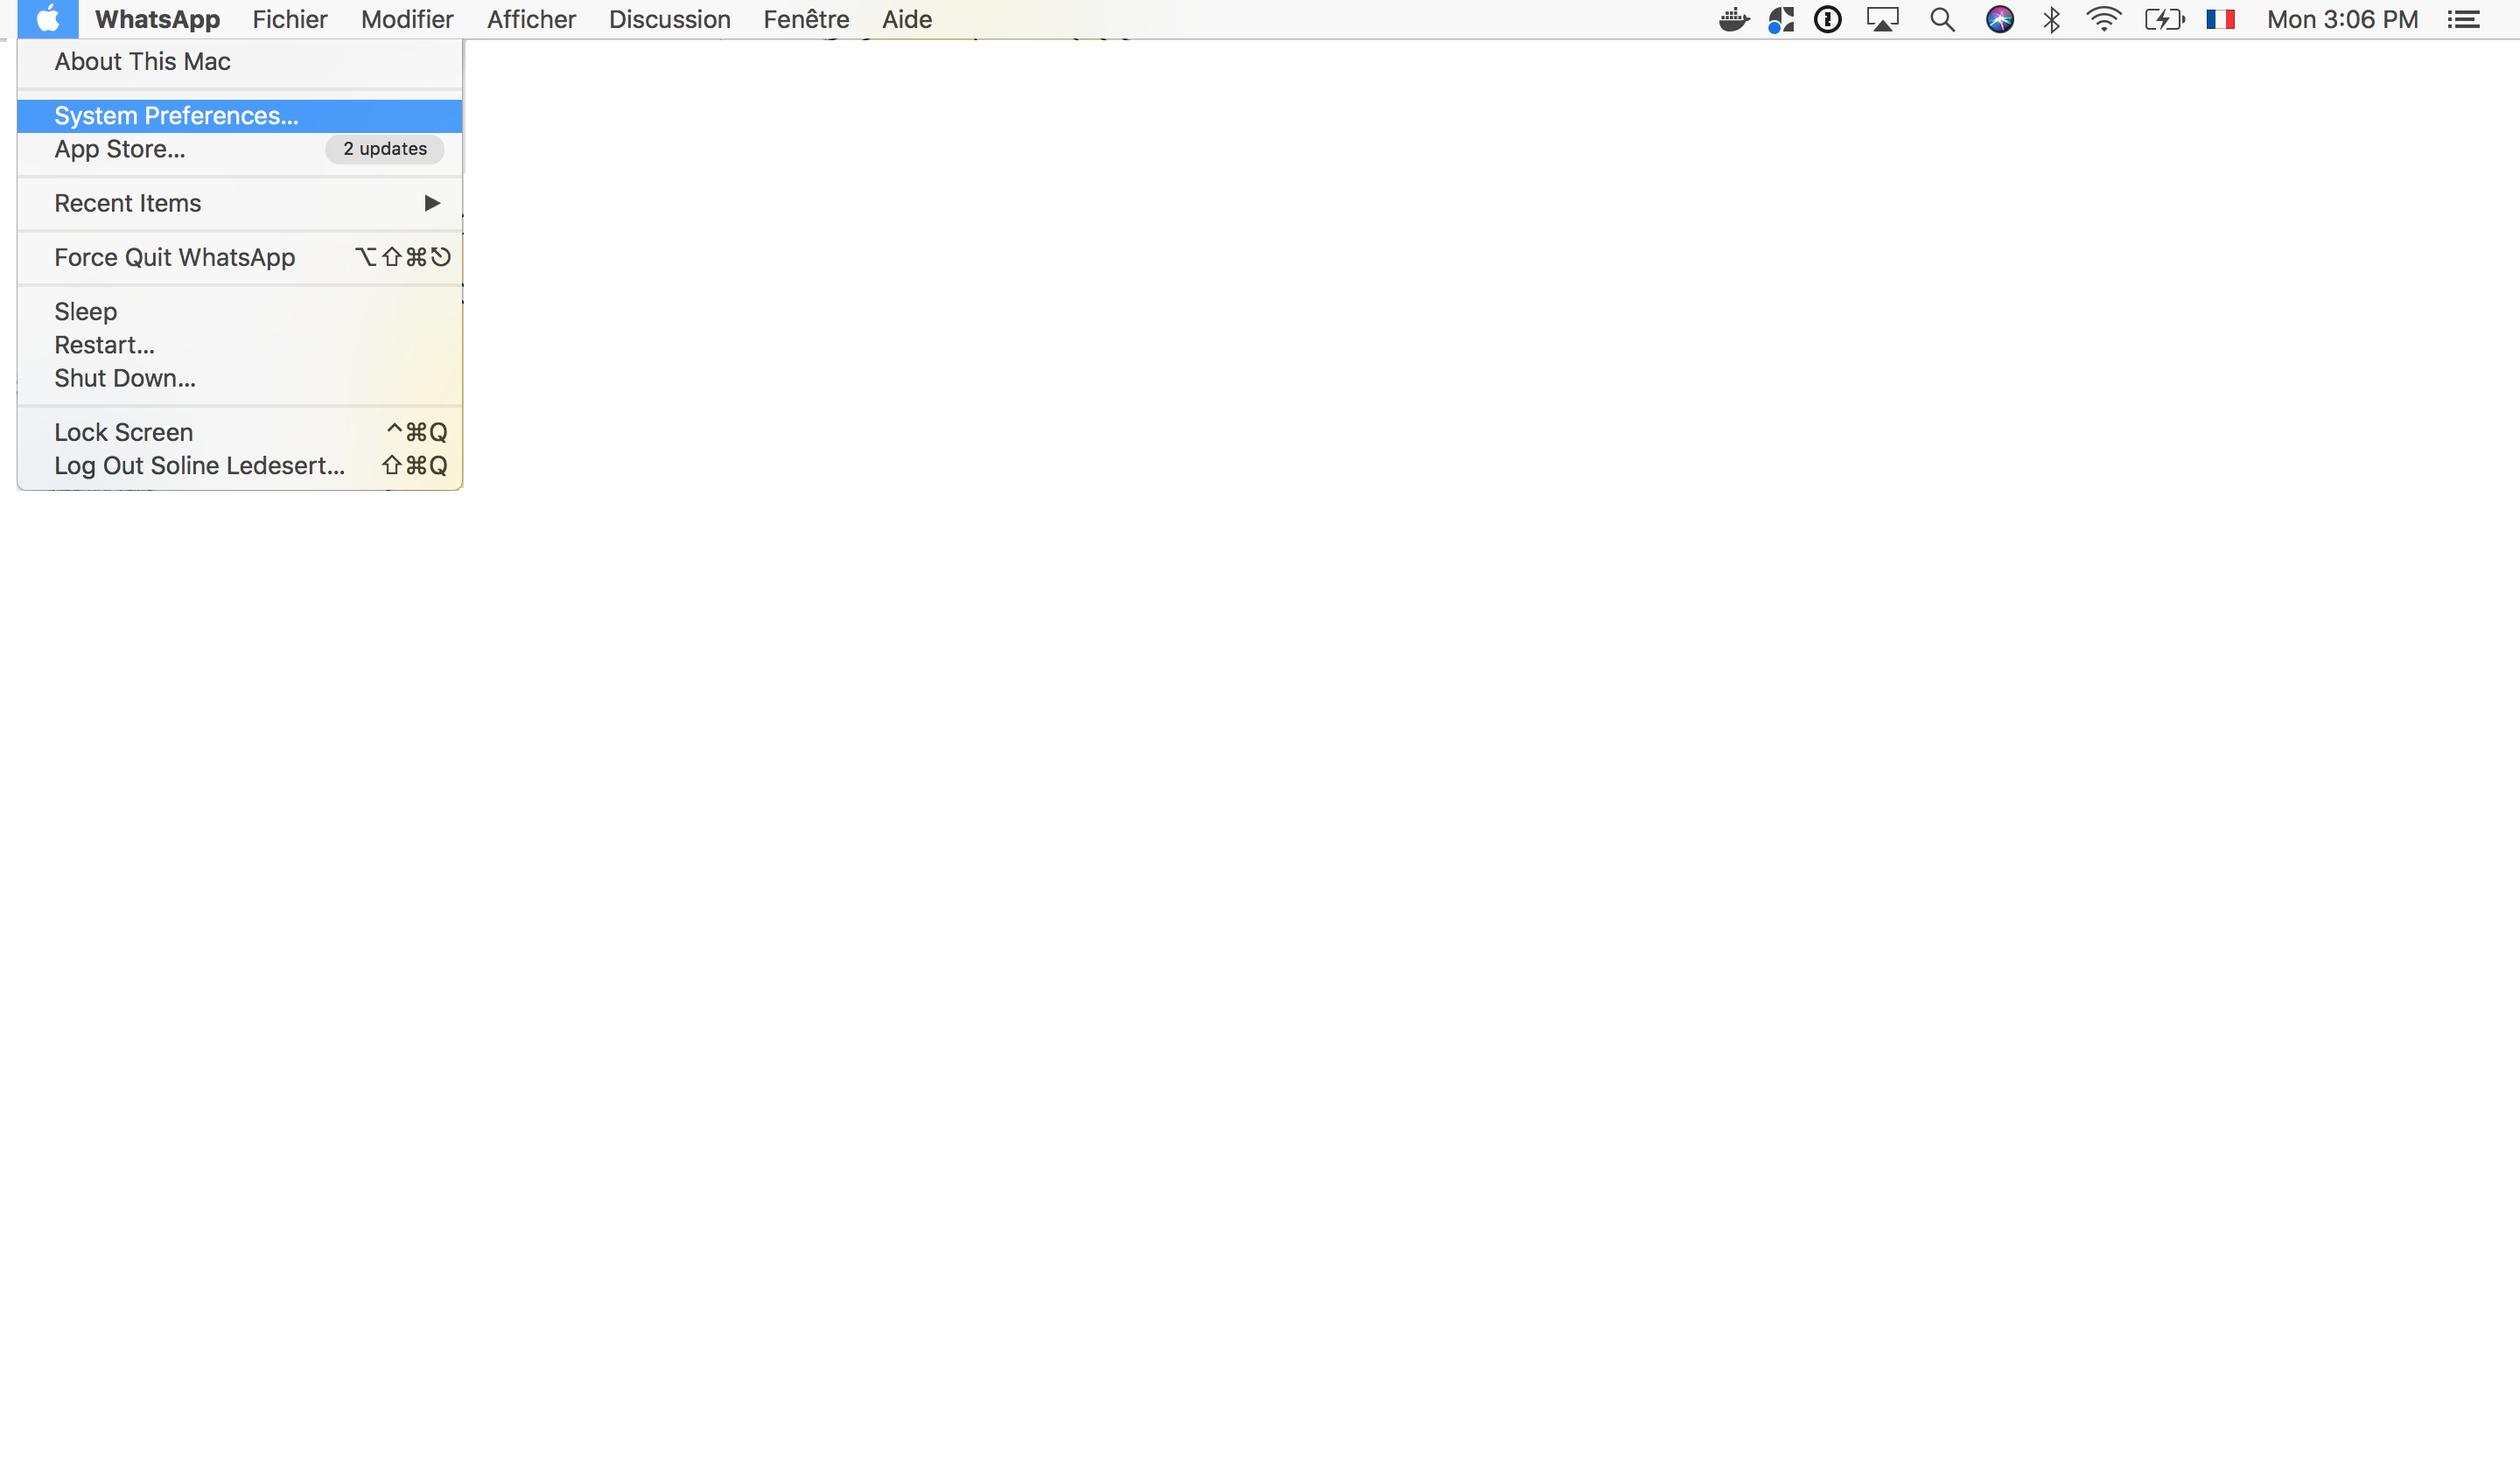 WhatsApp Fichier Modifier Afficher Discussion Fenêtre Aide Mon 3:06 PM
About This Mac
System Preferences...
App Store... 2 updates
Recent Items ▶
Force Quit WhatsApp ⌥⇧⌘⎋
Sleep
Restart...
Shut Down...
Lock Screen ^⌘Q
Log Out Soline Ledesert... ⇧⌘Q